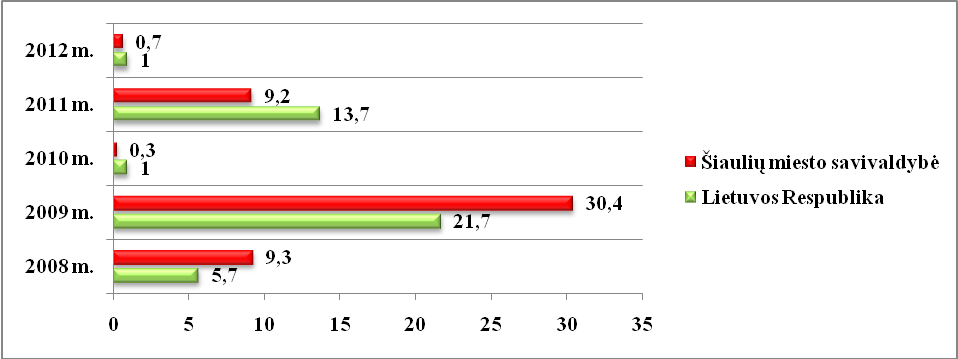 2012 m.
0,7
1
2011 m.
9,2
13,7
2010 m.
0,3
1
2009 m.
30,4
21,7
2008 m.
9,3
5,7
0 5 10 15 20 25 30 35
Šiaulių miesto savivaldybė
Lietuvos Respublika